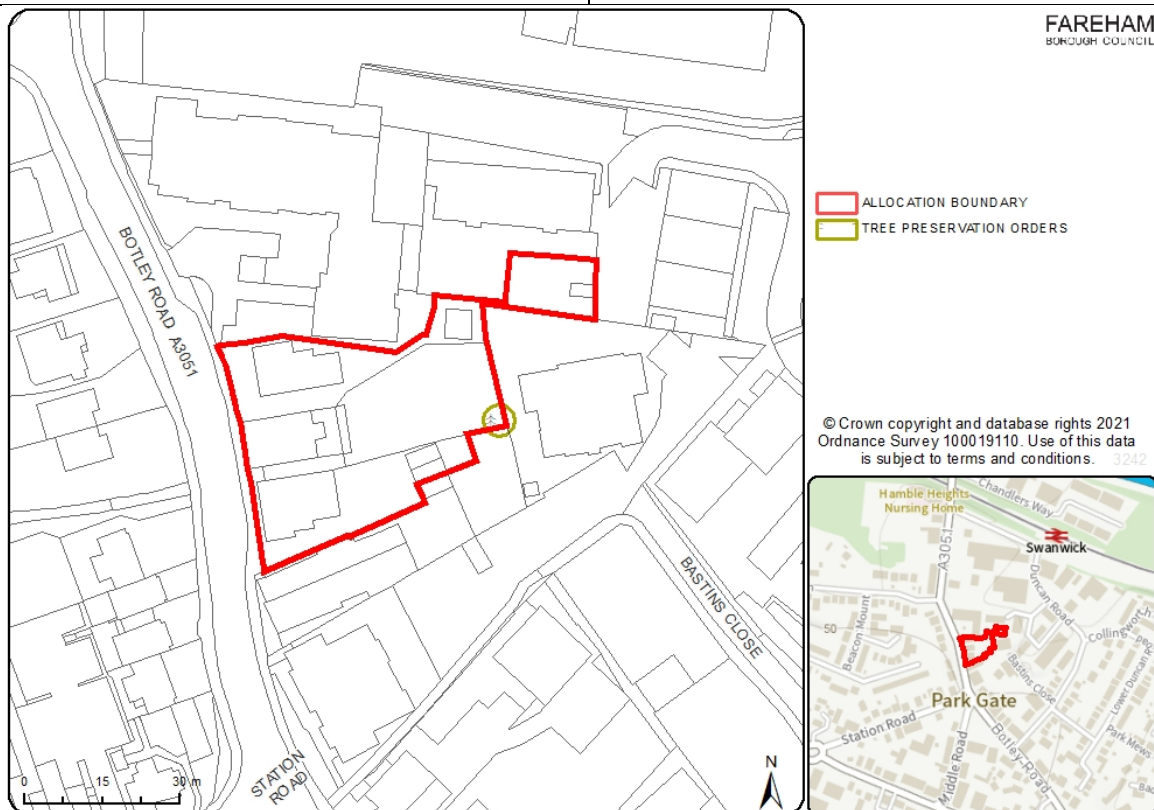 FAREHAM
BOROUGH COUNCIL
BOTLEY ROAD A3051
ALLOCATION BOUNDARY
TREE PRESERVATION ORDERS
© Crown copyright and database rights 2021
Ordnance Survey 100019110. Use of this data
is subject to terms and conditions. 3242
BASTINS CLOSE
STATION
ROAD
0 15 30 m
N
Hamble Heights
Nursing Home
Chandlers Way
A3051
Swanwick
Duncan Road
Beacon Mount
50
Bastins Close
Lower Duncan Ro
Park Gate
Station Road
Middle Road
Botley Road
Park Mews